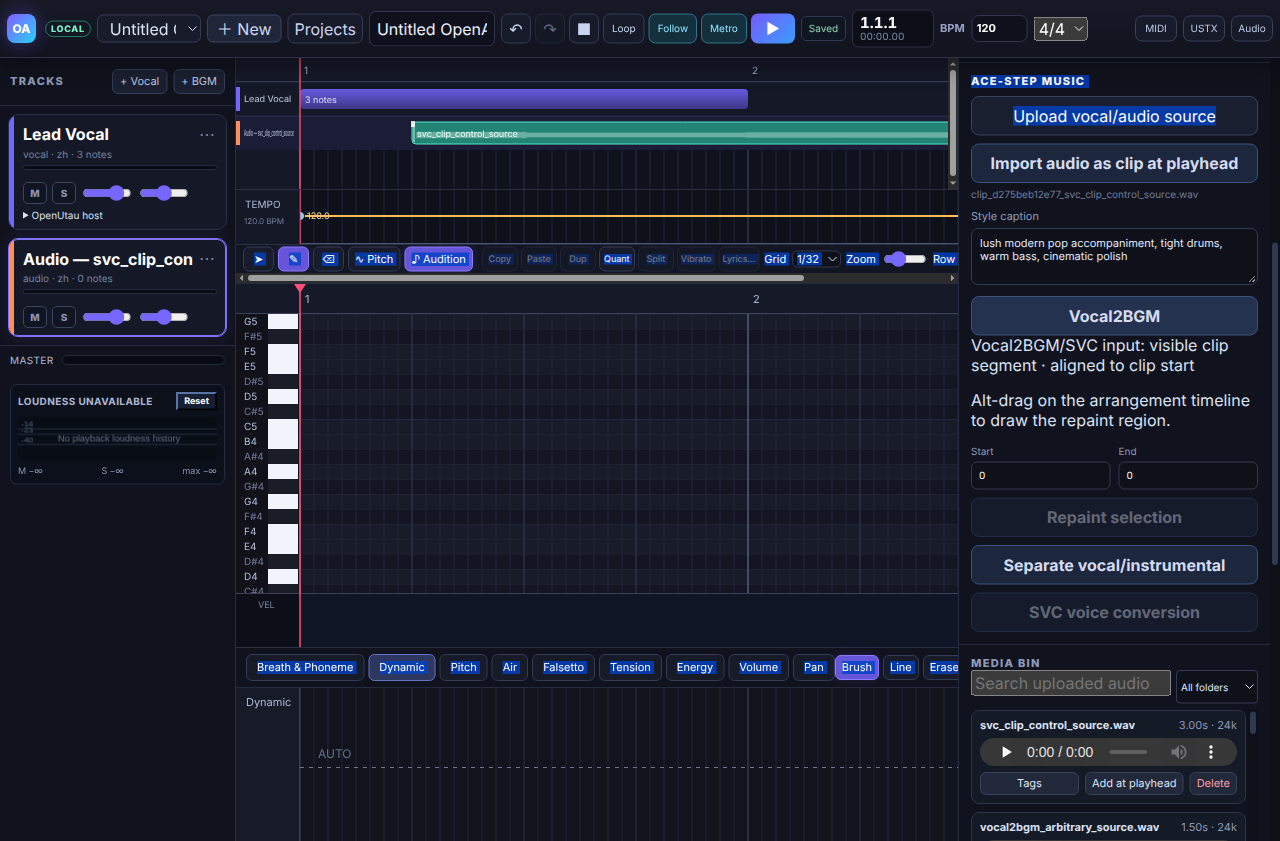 OA
LOCAL
Untitled (
+ New
Projects
Untitled OpenA
Loop
Follow
Metro
Saved
1.1.1
00:00.00
BPM
120
4/4
MIDI
USTX
Audio
TRACKS
+ Vocal
+ BGM
Lead Vocal
...
vocal · zh · 3 notes
M
S
OpenUtau host
Audio — svc_clip_con
...
audio · zh · 0 notes
M
S
MASTER
LOUDNESS UNAVAILABLE
Reset
-14
-23
-40
No playback loudness history
M −∞
S −∞
max −∞
1
2
Lead Vocal
3 notes
Audio — svc_clip_control_source
svc_clip_control_source
TEMPO
120.0 BPM
120.0
Pitch
Audition
Copy
Paste
Dup
Quant
Split
Vibrato
Lyrics...
Grid
1/32
Zoom
Row
1
2
G5
F#5
F5
E5
D#5
D5
C#5
C5
B4
A#4
A4
G#4
G4
F#4
F4
E4
D#4
D4
C#4
VEL
Breath & Phoneme
Dynamic
Pitch
Air
Falsetto
Tension
Energy
Volume
Pan
Brush
Line
Erase
Dynamic
AUTO
ACE-STEP MUSIC
Upload vocal/audio source
Import audio as clip at playhead
clip_d275beb12e77_svc_clip_control_source.wav
Style caption
lush modern pop accompaniment, tight drums,
warm bass, cinematic polish
Vocal2BGM
Vocal2BGM/SVC input: visible clip
segment · aligned to clip start
Alt-drag on the arrangement timeline
to draw the repaint region.
Start
End
0
0
Repaint selection
Separate vocal/instrumental
SVC voice conversion
MEDIA BIN
Search uploaded audio
All folders
svc_clip_control_source.wav
3.00s · 24k
0:00 / 0:00
Tags
Add at playhead
Delete
vocal2bgm_arbitrary_source.wav
1.50s · 24k